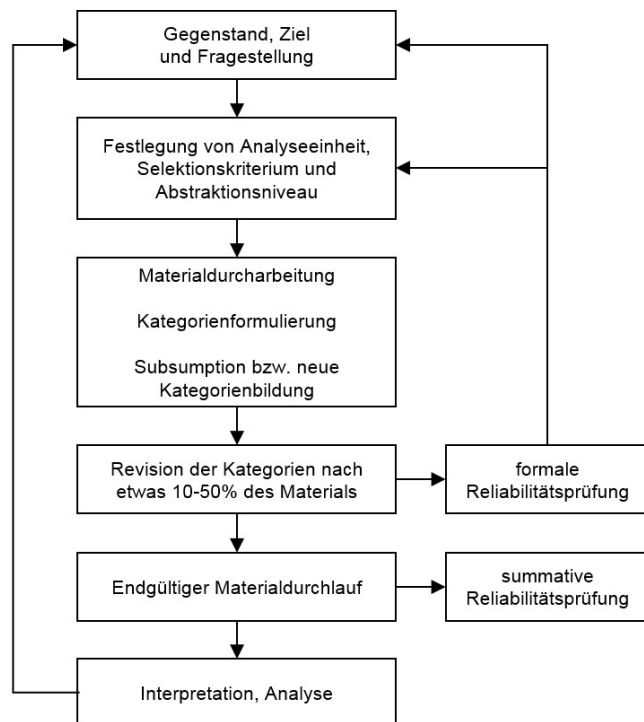 Gegenstand, Ziel
und Fragestellung
Festlegung von Analyseeinheit,
Selektionskriterium und
Abstraktionsniveau
Materialdurcharbeitung
Kategorienformulierung
Subsumption bzw. neue
Kategorienbildung
Revision der Kategorien nach
etwas 10-50% des Materials
formale
Reliabilitätsprüfung
Endgültiger Materialdurchlauf
summative
Reliabilitätsprüfung
Interpretation, Analyse